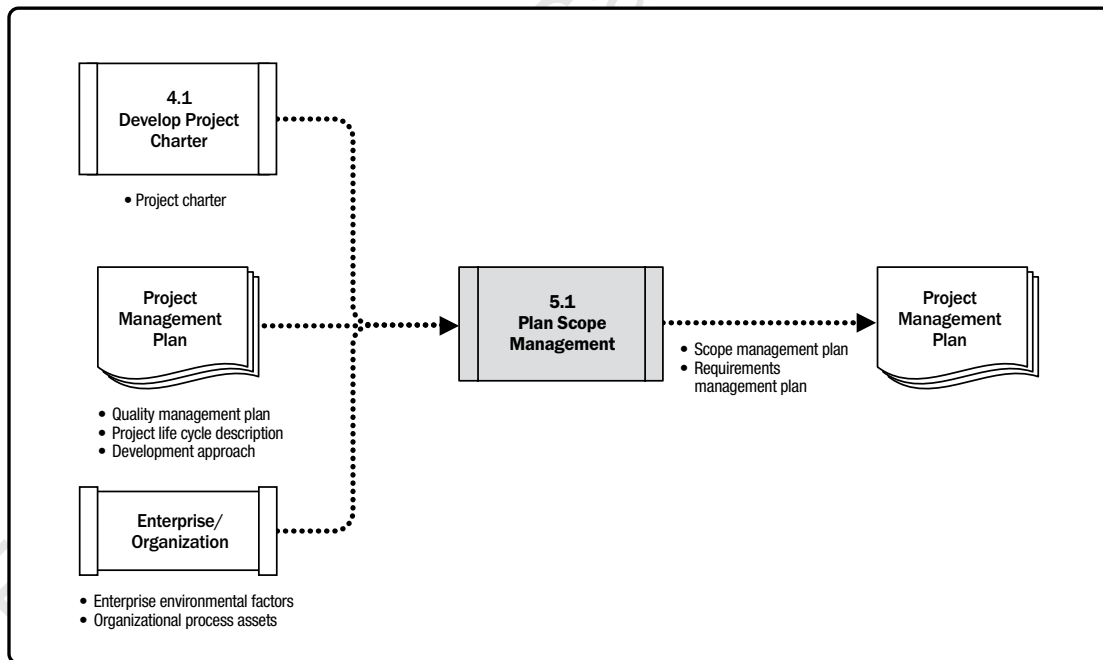 4.1
Develop Project
Charter
• Project charter
Project
Management
Plan
• Quality management plan
• Project life cycle description
• Development approach
Enterprise/
Organization
• Enterprise environmental factors
• Organizational process assets
5.1
Plan Scope
Management
• Scope management plan
• Requirements
management plan
Project
Management
Plan